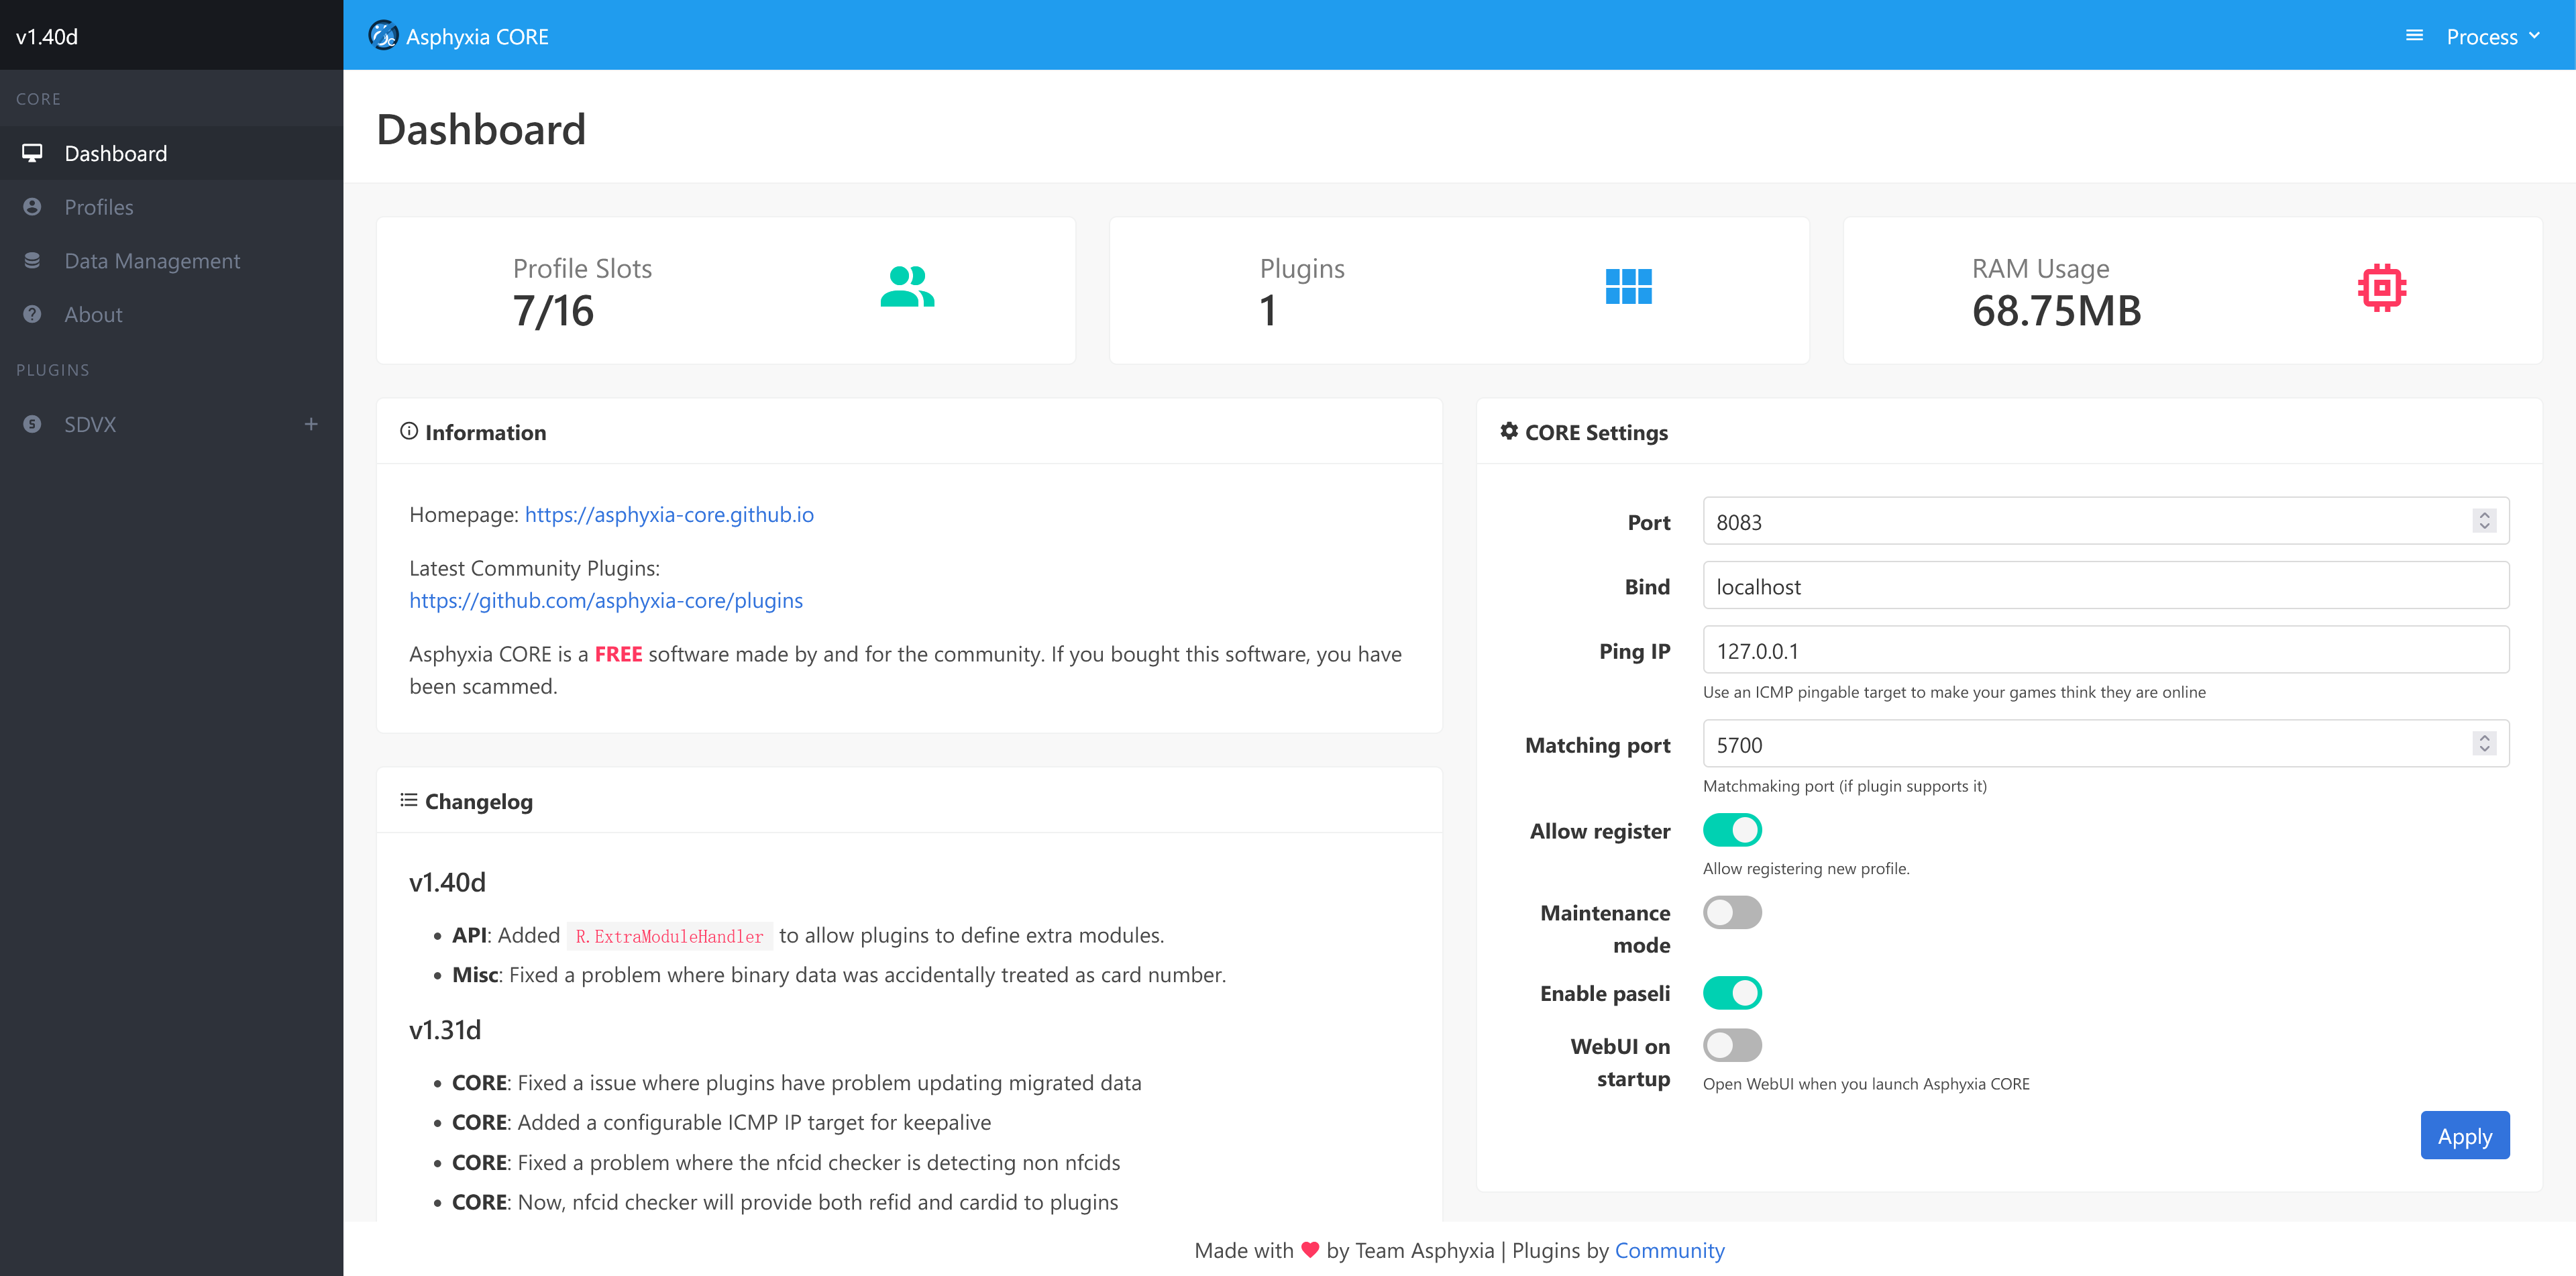 v1.40d
Asphyxia CORE
Process
CORE
Dashboard
Profiles
Data Management
About
PLUGINS
SDVX
Dashboard
Profile Slots
7/16
Plugins
1
RAM Usage
68.75MB
Information
Homepage: https://asphyxia-core.github.io
Latest Community Plugins:
https://github.com/asphyxia-core/plugins
Asphyxia CORE is a FREE software made by and for the community. If you bought this software, you have
been scammed.
Changelog
v1.40d
• API: Added R.ExtraModuleHandler to allow plugins to define extra modules.
• Misc: Fixed a problem where binary data was accidentally treated as card number.
v1.31d
• CORE: Fixed a issue where plugins have problem updating migrated data
• CORE: Added a configurable ICMP IP target for keepalive
• CORE: Fixed a problem where the nfcid checker is detecting non nfcids
• CORE: Now, nfcid checker will provide both refid and cardid to plugins
CORE Settings
Port 8083
Bind localhost
Ping IP 127.0.0.1
Use an ICMP pingable target to make your games think they are online
Matching port 5700
Matchmaking port (if plugin supports it)
Allow register
Allow registering new profile.
Maintenance
mode
Enable paseli
WebUI on
startup
Open WebUI when you launch Asphyxia CORE
Apply
Made with ❤ by Team Asphyxia | Plugins by Community